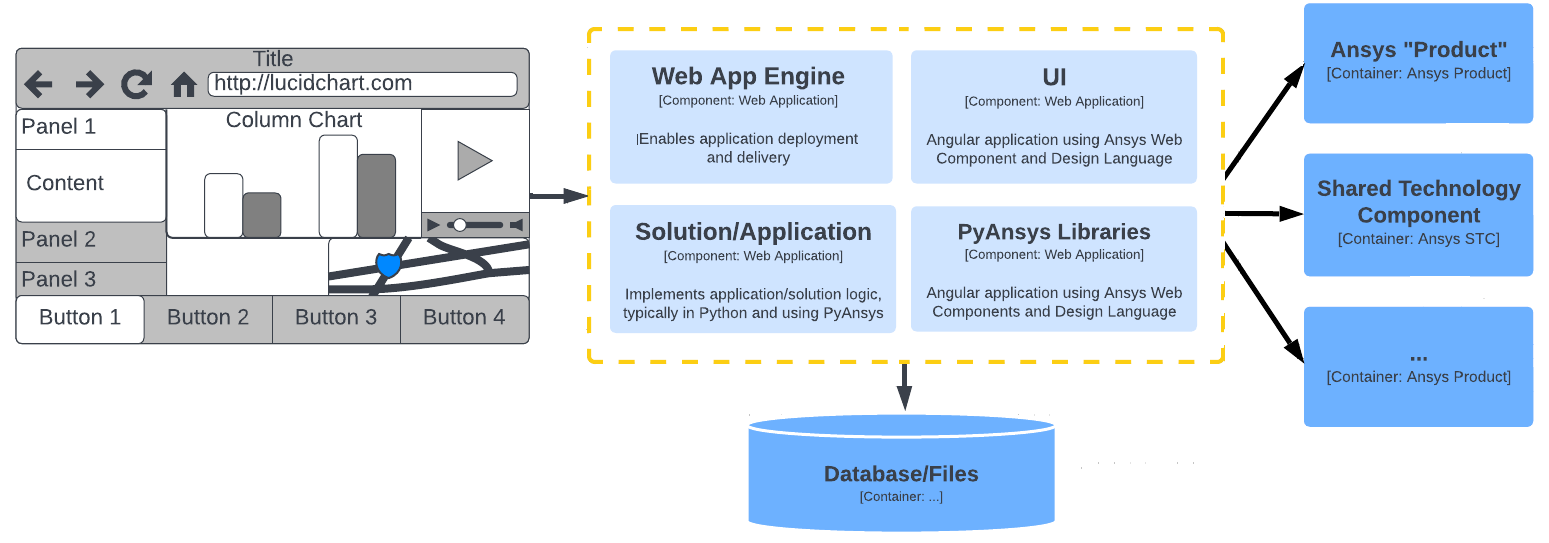 Title
http://lucidchart.com
Panel 1
Content
Panel 2
Panel 3
Column Chart
Button 1
Button 2
Button 3
Button 4
Web App Engine
[Component: Web Application]
Enables application deployment
and delivery
UI
[Component: Web Application]
Angular application using Ansys Web
Component and Design Language
Solution/Application
[Component: Web Application]
Implements application/solution logic,
typically in Python and using PyAnsys
PyAnsys Libraries
[Component: Web Application]
Angular application using Ansys Web
Components and Design Language
Database/Files
[Container: ...]
Ansys "Product"
[Container: Ansys Product]
Shared Technology
Component
[Container: Ansys STC]
...
[Container: Ansys Product]